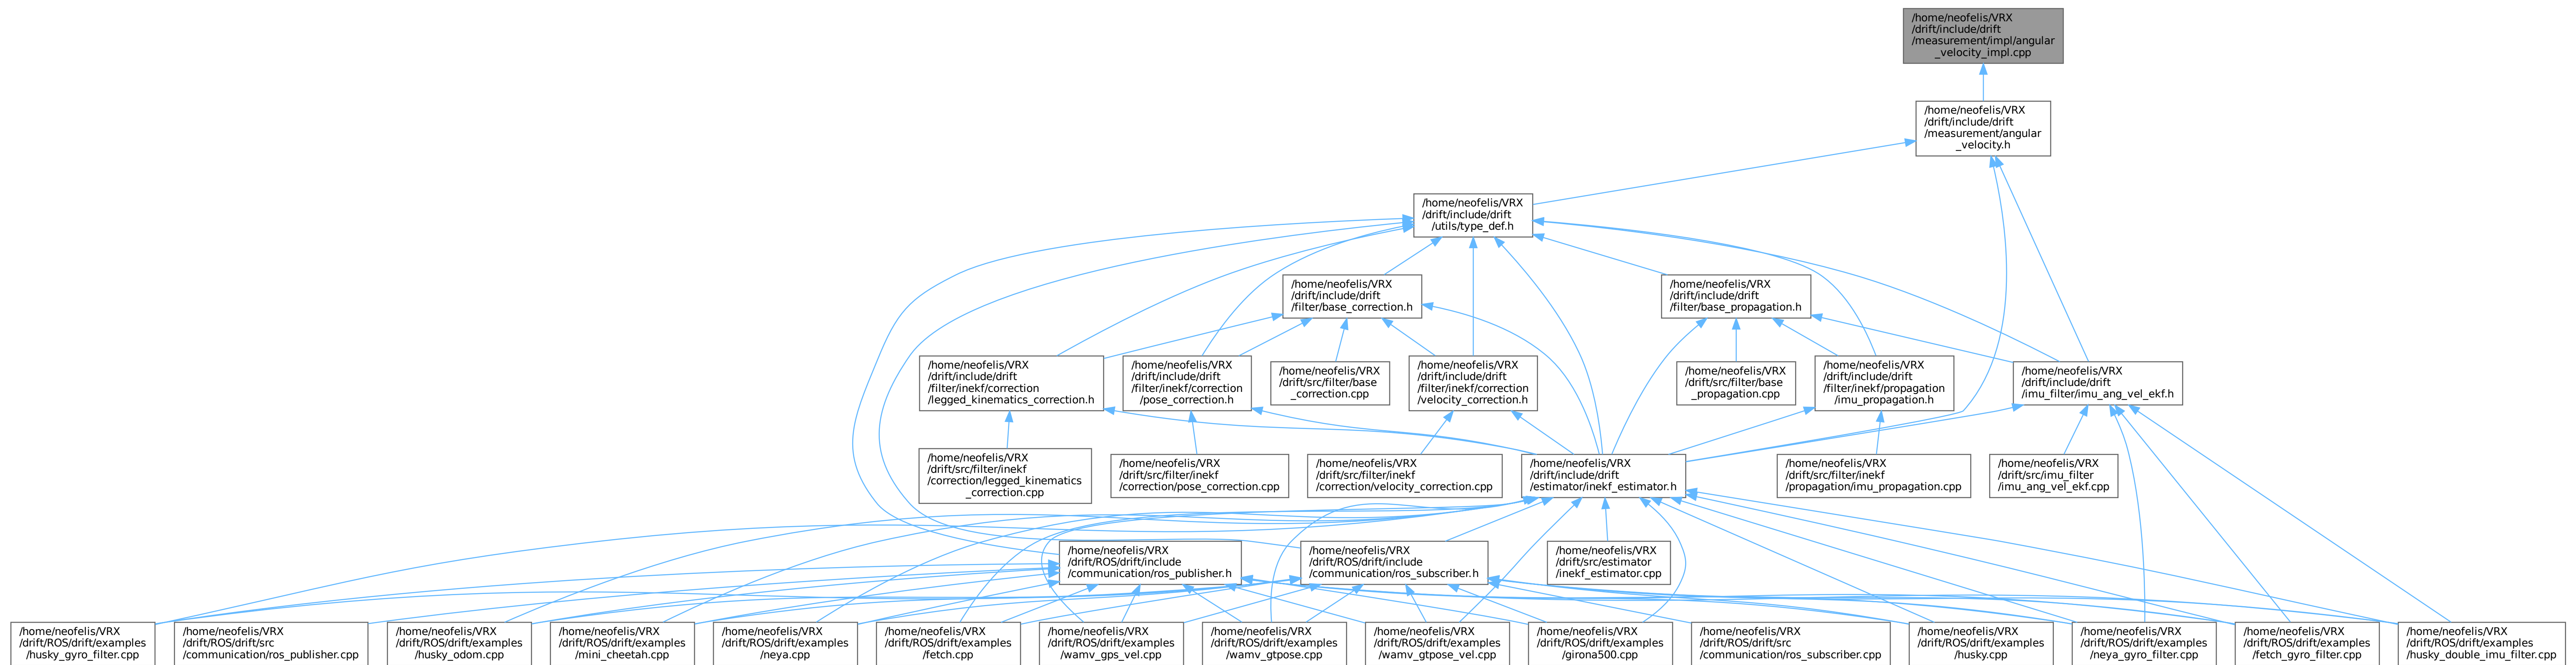 /home/neofelis/VRX
/drift/include/drift
/measurement/impl/angular
_velocity_impl.cpp
/home/neofelis/VRX
/drift/include/drift
/measurement/angular
_velocity.h
/home/neofelis/VRX
/drift/include/drift
/utils/type_def.h
/home/neofelis/VRX
/drift/include/drift
/filter/base_correction.h
/home/neofelis/VRX
/drift/include/drift
/filter/base_propagation.h
/home/neofelis/VRX
/drift/include/drift
/filter/inekf/correction
/legged_kinematics_correction.h
/home/neofelis/VRX
/drift/include/drift
/filter/inekf/correction
/pose_correction.h
/home/neofelis/VRX
/drift/src/filter/base
_correction.cpp
/home/neofelis/VRX
/drift/include/drift
/filter/inekf/correction
/velocity_correction.h
/home/neofelis/VRX
/drift/src/filter/base
_propagation.cpp
/home/neofelis/VRX
/drift/include/drift
/filter/inekf/propagation
/imu_propagation.h
/home/neofelis/VRX
/drift/include/drift
/imu_filter/imu_ang_vel_ekf.h
/home/neofelis/VRX
/drift/src/filter/inekf
/correction/legged_kinematics
_correction.cpp
/home/neofelis/VRX
/drift/src/filter/inekf
/correction/pose_correction.cpp
/home/neofelis/VRX
/drift/src/filter/inekf
/correction/velocity_correction.cpp
/home/neofelis/VRX
/drift/include/drift
/estimator/inekf_estimator.h
/home/neofelis/VRX
/drift/src/filter/inekf
/propagation/imu_propagation.cpp
/home/neofelis/VRX
/drift/src/imu_filter
/imu_ang_vel_ekf.cpp
/home/neofelis/VRX
/drift/ROS/drift/include
/communication/ros_publisher.h
/home/neofelis/VRX
/drift/ROS/drift/include
/communication/ros_subscriber.h
/home/neofelis/VRX
/drift/src/estimator
/inekf_estimator.cpp
/home/neofelis/VRX
/drift/ROS/drift/examples
/husky_gyro_filter.cpp
/home/neofelis/VRX
/drift/ROS/drift/src
/communication/ros_publisher.cpp
/home/neofelis/VRX
/drift/ROS/drift/examples
/husky_odom.cpp
/home/neofelis/VRX
/drift/ROS/drift/examples
/mini_cheetah.cpp
/home/neofelis/VRX
/drift/ROS/drift/examples
/neya.cpp
/home/neofelis/VRX
/drift/ROS/drift/examples
/fetch.cpp
/home/neofelis/VRX
/drift/ROS/drift/examples
/wamv_gps_vel.cpp
/home/neofelis/VRX
/drift/ROS/drift/examples
/wamv_gtpose.cpp
/home/neofelis/VRX
/drift/ROS/drift/examples
/wamv_gtpose_vel.cpp
/home/neofelis/VRX
/drift/ROS/drift/examples
/girona500.cpp
/home/neofelis/VRX
/drift/ROS/drift/src
/communication/ros_subscriber.cpp
/home/neofelis/VRX
/drift/ROS/drift/examples
/husky.cpp
/home/neofelis/VRX
/drift/ROS/drift/examples
/neya_gyro_filter.cpp
/home/neofelis/VRX
/drift/ROS/drift/examples
/fetch_gyro_filter.cpp
/home/neofelis/VRX
/drift/ROS/drift/examples
/husky_double_imu_filter.cpp